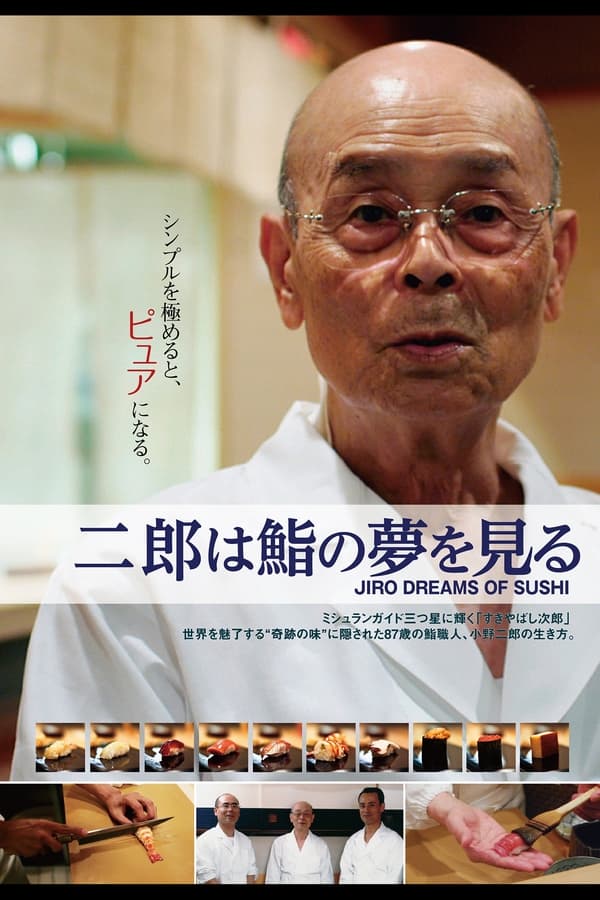 シンプルを極めると、
ピュアになる。
二郎は鮨の夢を見る
JIRO DREAMS OF SUSHI
ミシュランガイド三つ星に輝く「すきやばし次郎」
世界を魅了する“奇跡の味”に隠された87歳の鮨職人、小野二郎の生き方。